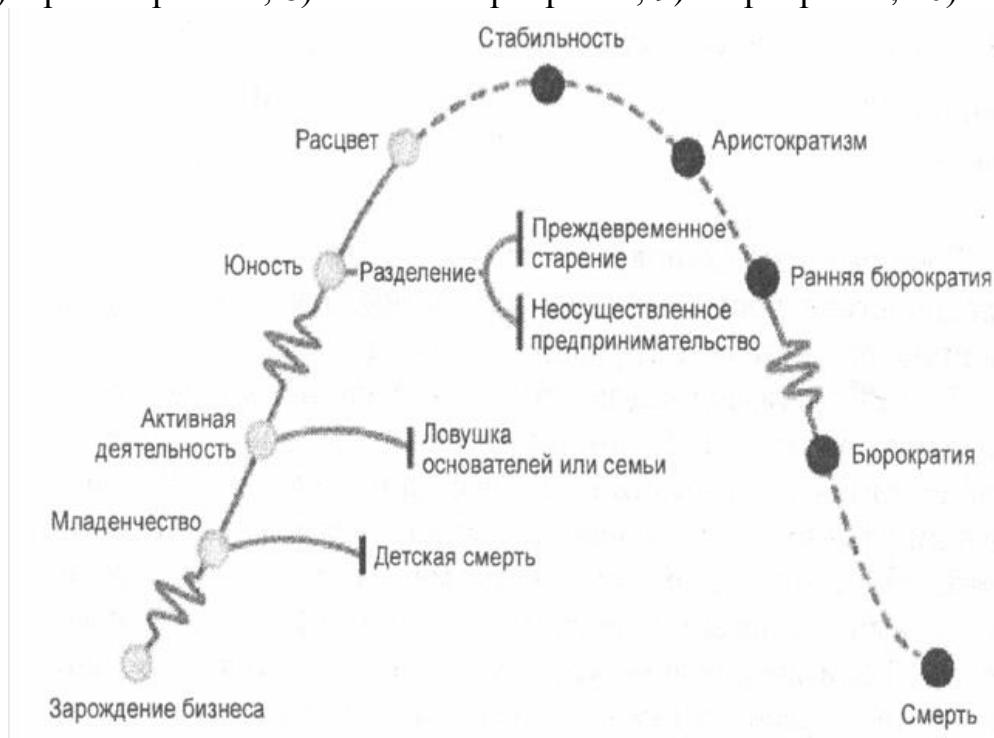 Стабильность
Расцвет
Аристократизм
Преждевременное
старение
Юность
Разделение
Ранняя бюрократия
Неосуществленное
предпринимательство
Активная
деятельность
Ловушка
основателей или семьи
Бюрократия
Младенчество
Детская смерть
Зарождение бизнеса
Смерть